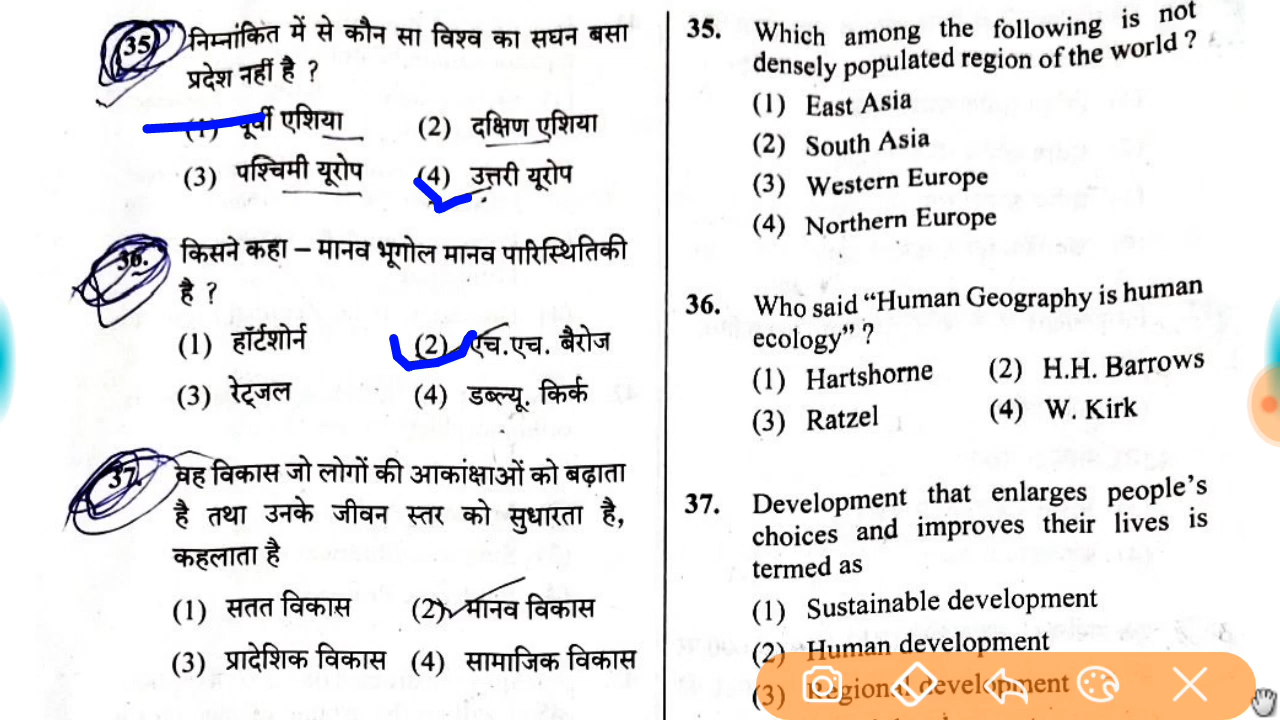 35 निम्नांकित में से कौन सा विश्व का सघन बसा
प्रदेश नहीं है ?
(1) पूर्वी एशिया (2) दक्षिण एशिया
(3) पश्चिमी यूरोप (4) उत्तरी यूरोप
36. किसने कहा – मानव भूगोल मानव पारिस्थितिकी
है ?
(1) हॉर्टशोर्न (2) एच.एच. बैरोज
(3) रेट्जल (4) डब्ल्यू. किर्क
37. वह विकास जो लोगों की आकांक्षाओं को बढ़ाता
है तथा उनके जीवन स्तर को सुधारता है,
कहलाता है
(1) सतत विकास (2) मानव विकास
(3) प्रादेशिक विकास (4) सामाजिक विकास
35. Which among the following is not
densely populated region of the world ?
(1) East Asia
(2) South Asia
(3) Western Europe
(4) Northern Europe
36. Who said “Human Geography is human
ecology” ?
(1) Hartshorne (2) H.H. Barrows
(3) Ratzel (4) W. Kirk
37. Development that enlarges people’s
choices and improves their lives is
termed as
(1) Sustainable development
(2) Human development
(3) Regional development